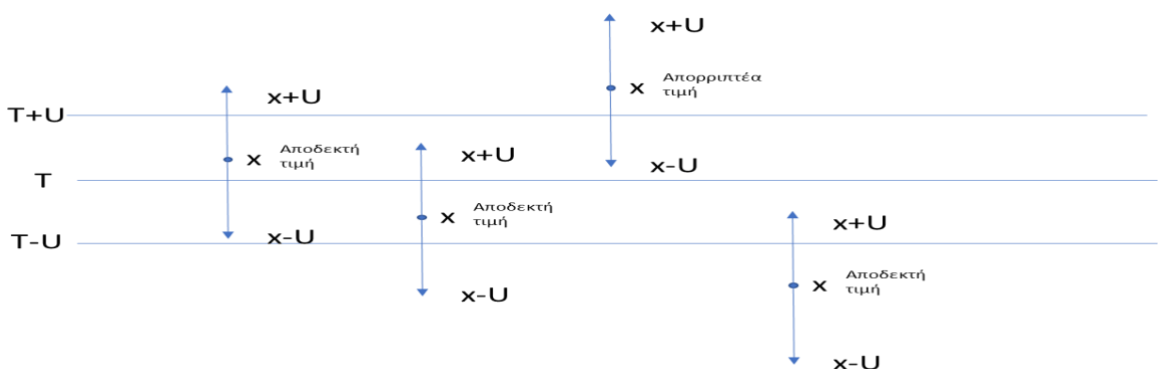 T+U
T
T-U
x+U
x Αποδεκτή
τιμή
x-U
x+U
x Αποδεκτή
τιμή
x-U
x+U
x Απορριπτέα
τιμή
x-U
x+U
x Αποδεκτή
τιμή
x-U